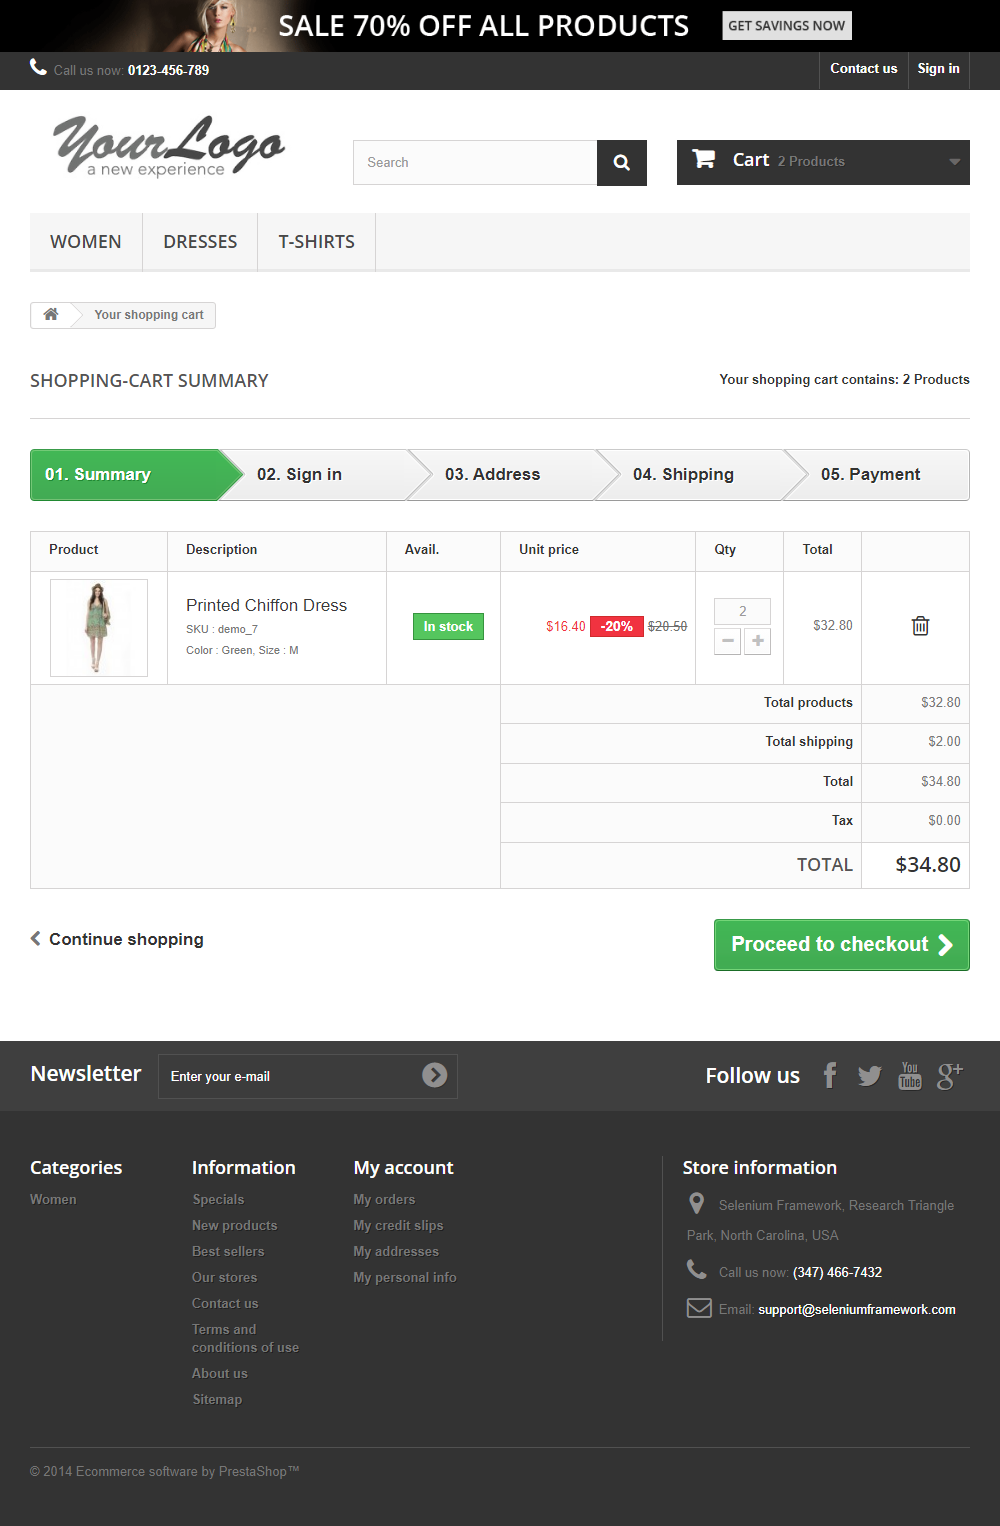 SALE 70% OFF ALL PRODUCTS GET SAVINGS NOW
Call us now: 0123-456-789 Contact us Sign in
YourLogo
a new experience
Search
Cart 2 Products
WOMEN DRESSES T-SHIRTS
Your shopping cart
SHOPPING-CART SUMMARY Your shopping cart contains: 2 Products
01. Summary 02. Sign in 03. Address 04. Shipping 05. Payment
Product Description Avail. Unit price Qty Total
Printed Chiffon Dress
SKU : demo_7
Color : Green, Size : M
In stock
$16.40 -20% $20.50
2
$32.80
Total products $32.80
Total shipping $2.00
Total $34.80
Tax $0.00
TOTAL $34.80
Continue shopping Proceed to checkout
Newsletter Enter your e-mail Follow us You Tube g+
Categories
Women
Information
Specials
New products
Best sellers
Our stores
Contact us
Terms and
conditions of use
About us
Sitemap
My account
My orders
My credit slips
My addresses
My personal info
Store information
Selenium Framework, Research Triangle
Park, North Carolina, USA
Call us now: (347) 466-7432
Email: support@seleniumframework.com
© 2014 Ecommerce software by PrestaShop™